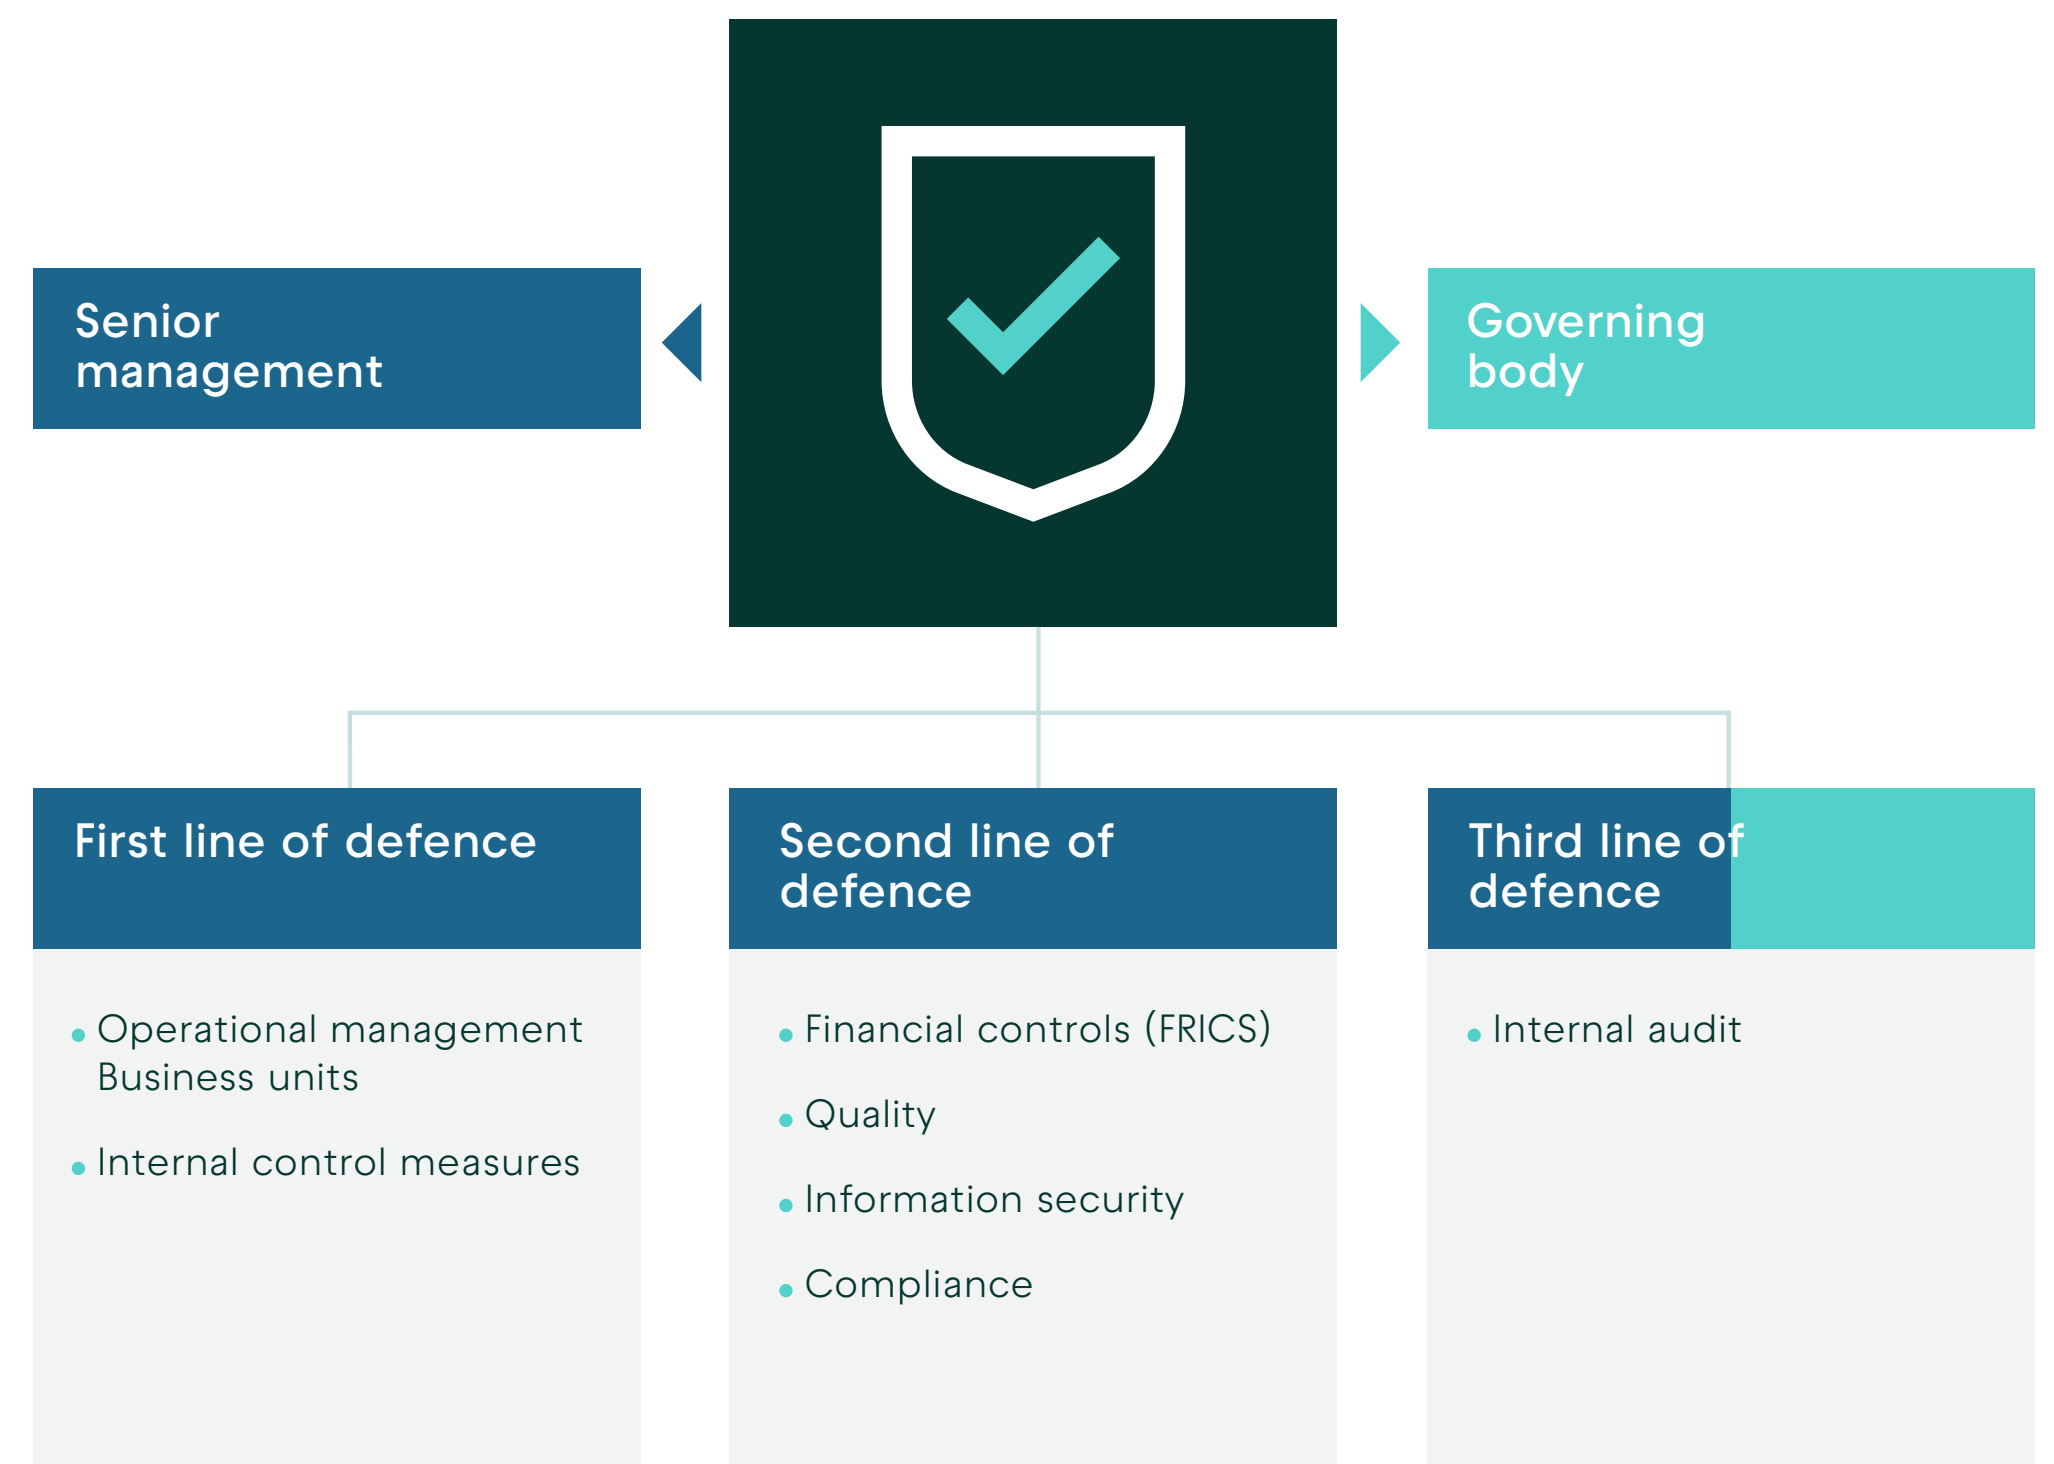 Senior
management
Governing
body
First line of defence
Operational management
Business units
Internal control measures
Second line of
defence
Financial controls (FRICS)
Quality
Information security
Compliance
Third line of
defence
Internal audit